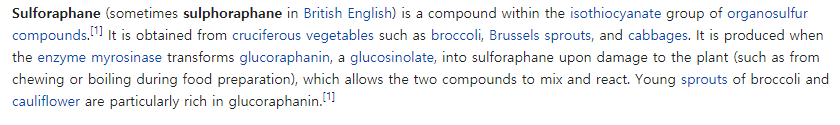 Sulforaphane (sometimes sulphoraphane in British English) is a compound within the isothiocyanate group of organosulfur
compounds.[1] It is obtained from cruciferous vegetables such as broccoli, Brussels sprouts, and cabbages. It is produced when
the enzyme myrosinase transforms glucoraphanin, a glucosinolate, into sulforaphane upon damage to the plant (such as from
chewing or boiling during food preparation), which allows the two compounds to mix and react. Young sprouts of broccoli and
cauliflower are particularly rich in glucoraphanin.[1]